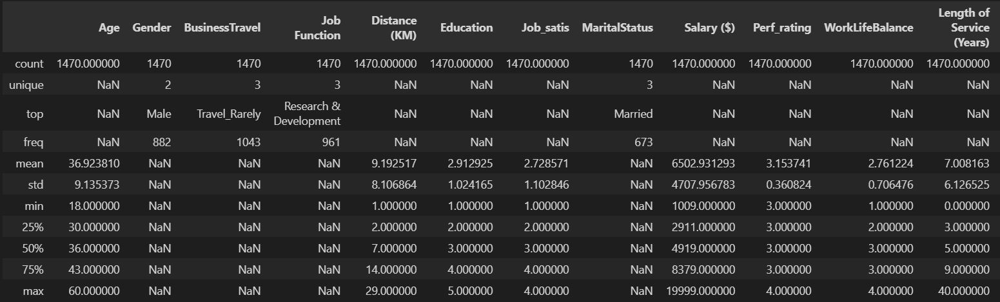 Age Gender BusinessTravel Job Function Distance (KM) Education Job_satis MaritalStatus Salary ($) Perf_rating WorkLifeBalance Length of Service (Years)
count 1470.000000 1470 1470 1470 1470.000000 1470.000000 1470.000000 1470 1470.000000 1470.000000 1470.000000 1470.000000
unique NaN 2 3 3 NaN NaN NaN 3 NaN NaN NaN NaN
top NaN Male Travel_Rarely Research & Development NaN NaN NaN Married NaN NaN NaN NaN
freq NaN 882 1043 961 NaN NaN NaN 673 NaN NaN NaN NaN
mean 36.923810 NaN NaN NaN 9.192517 2.912925 2.728571 NaN 6502.931293 3.153741 2.761224 7.008163
std 9.135373 NaN NaN NaN 8.106864 1.024165 1.102846 NaN 4707.956783 0.360824 0.706476 6.126525
min 18.000000 NaN NaN NaN 1.000000 1.000000 1.000000 NaN 1009.000000 3.000000 1.000000 0.000000
25% 30.000000 NaN NaN NaN 2.000000 2.000000 2.000000 NaN 2911.000000 3.000000 2.000000 3.000000
50% 36.000000 NaN NaN NaN 7.000000 3.000000 3.000000 NaN 4919.000000 3.000000 3.000000 5.000000
75% 43.000000 NaN NaN NaN 14.000000 4.000000 4.000000 NaN 8379.000000 3.000000 3.000000 9.000000
max 60.000000 NaN NaN NaN 29.000000 5.000000 4.000000 NaN 19999.000000 4.000000 4.000000 40.000000